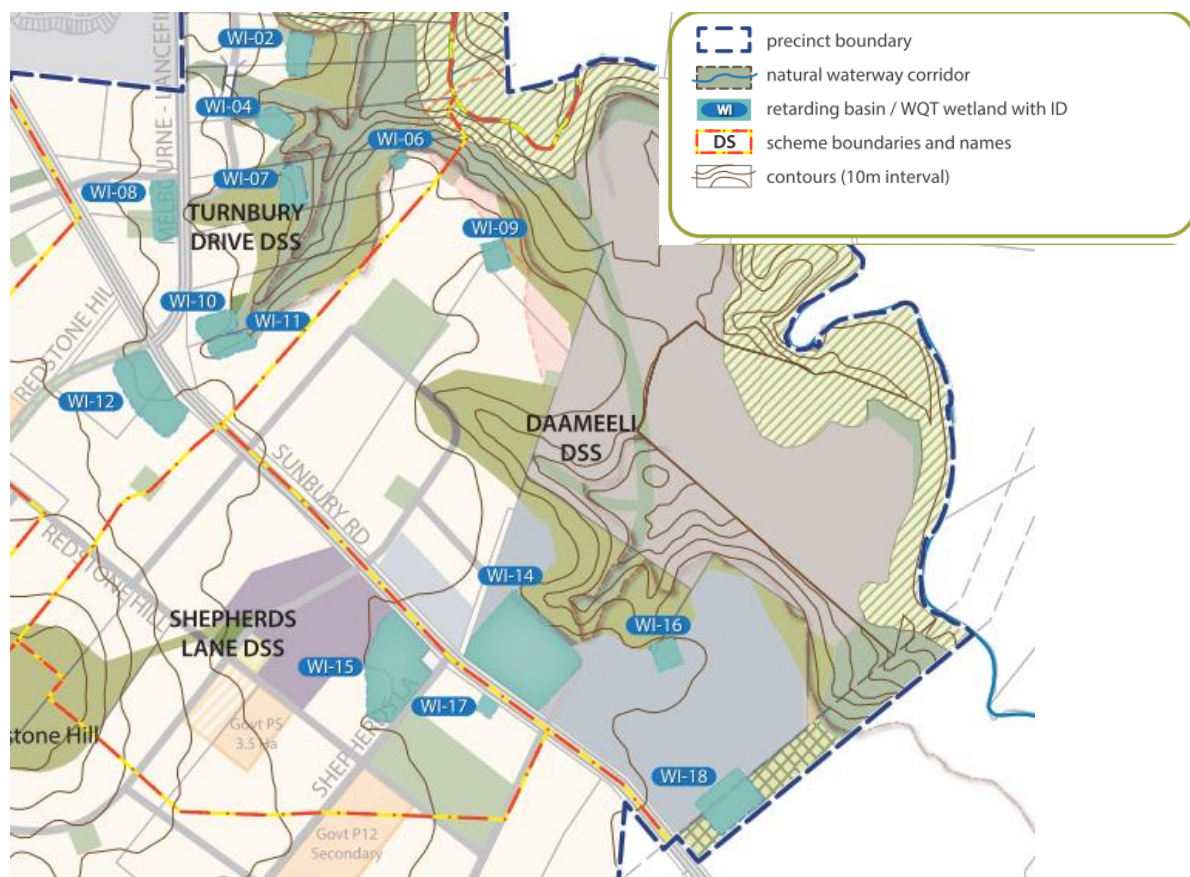 WI-02
WI-04
MELBOURNE - LANCEFI
WI-06
WI-08
WI-07
TURNBURY
DRIVE DSS
WI-09
WI-10
WI-11
REDSTONE HIL
WI-12
DAAMEELI
DSS
SUNBURY RD
REDSTONE HILL
WI-14
SHEPHERDS
LANE DSS
WI-16
WI-15
WI-17
SHEPHERDS LA
stone Hill
Govt PS
3.5 Ha
WI-18
Govt P12
Secondary
precinct boundary
natural waterway corridor
WI
retarding basin / WQT wetland with ID
DS
scheme boundaries and names
contours (10m interval)